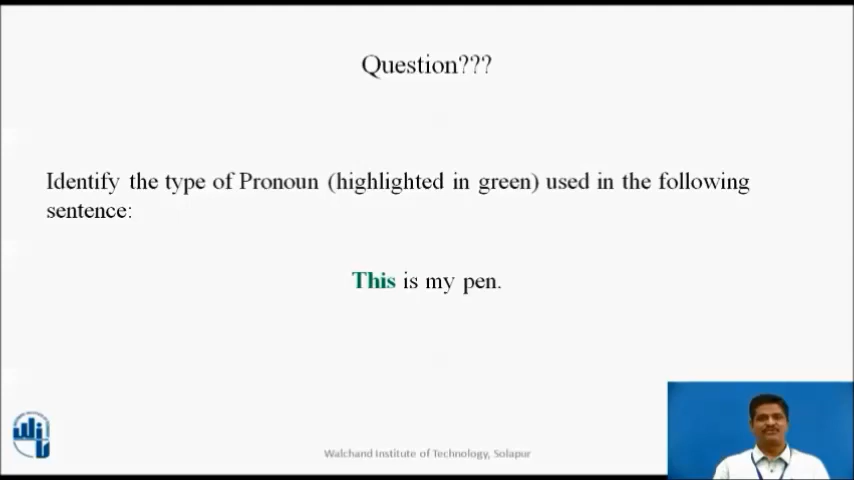 Question???
Identify the type of Pronoun (highlighted in green) used in the following
sentence:
This is my pen.
Walchand Institute of Technology, Solapur